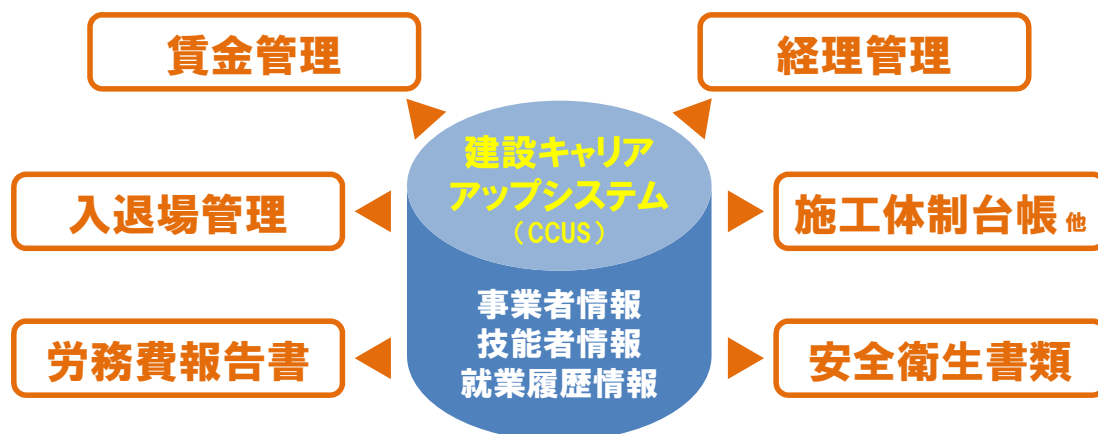 賃金管理
経理管理
建設キャリア
アップシステム
（CCUS）
入退場管理
施工体制台帳 他
事業者情報
技能者情報
就業履歴情報
労務費報告書
安全衛生書類